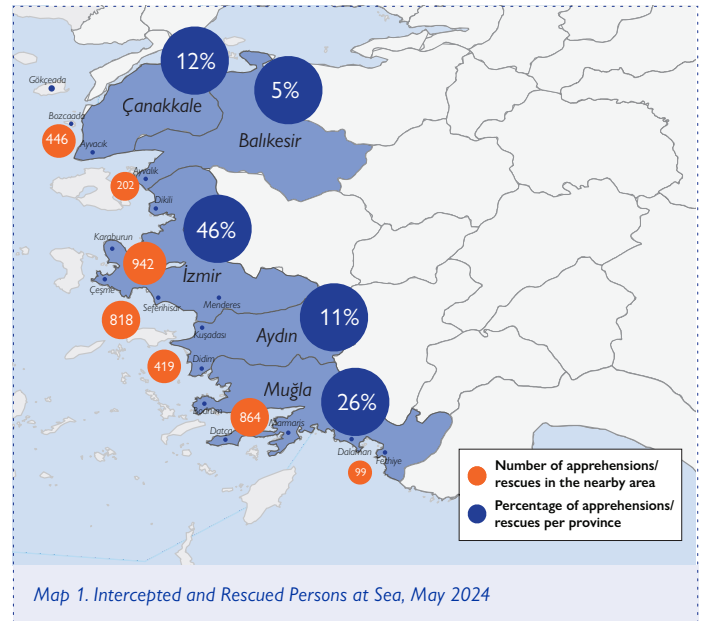 12%
5%
Gökçeada
Çanakkale
Bozcaada
446
Ayvacık
Balıkesir
Ayvalık
202
Dikili
46%
Karaburun
942
İzmir
Çeşme
Seferihisar
Menderes
818
11%
Kuşadası
Aydın
419
Didim
Muğla
26%
Bodrum
864
Marmaris
Datça
Dalaman
Fethiye
99
Number of apprehensions/
rescues in the nearby area
Percentage of apprehensions/
rescues per province
Map 1. Intercepted and Rescued Persons at Sea, May 2024